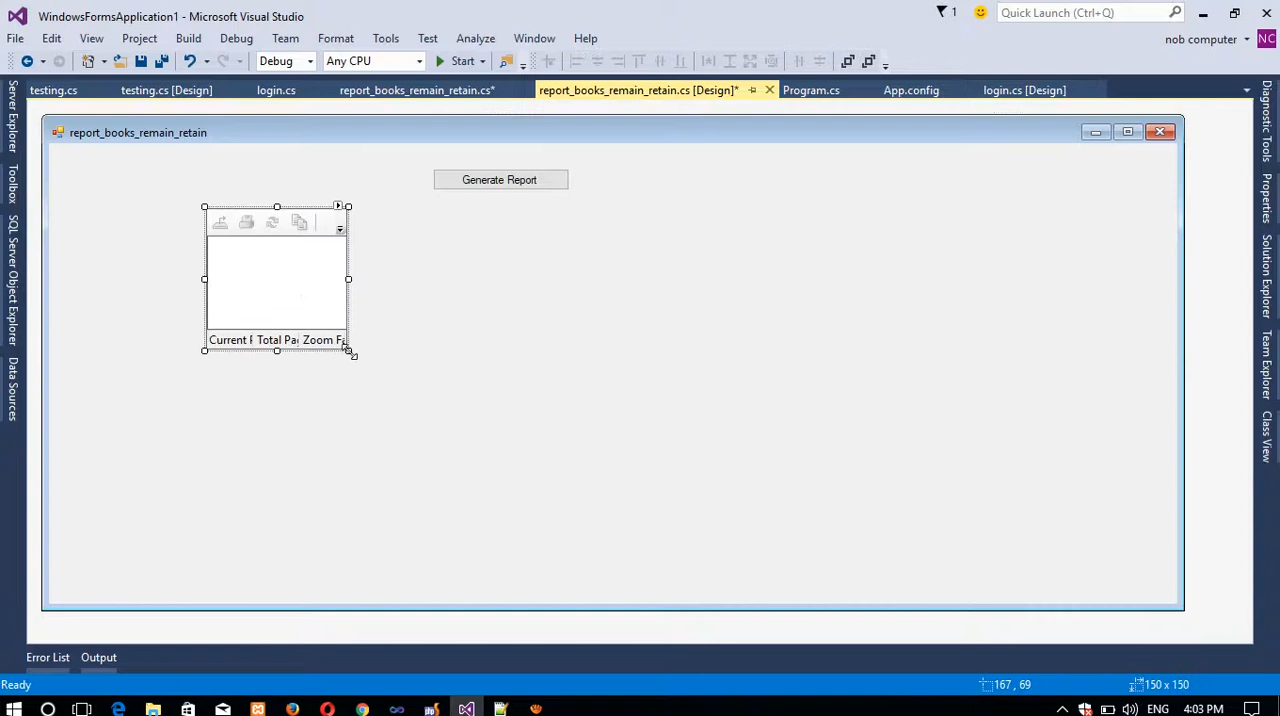 WindowsFormsApplication1 - Microsoft Visual Studio
1
Quick Launch (Ctrl+Q)
File Edit View Project Build Debug Team Format Tools Test Analyze Window Help
nob computer NC
Debug Any CPU Start
testing.cs testing.cs [Design] login.cs report_books_remain_retain.cs* report_books_remain_retain.cs [Design]* Program.cs App.config login.cs [Design]
Server Explorer
Toolbox
SQL Server Object Explorer
Data Sources
report_books_remain_retain
Generate Report
Current Total Zoom
Diagnostic Tools
Properties
Solution Explorer
Team Explorer
Class View
Error List Output
Ready
167 , 69
150 x 150
ENG 4:03 PM